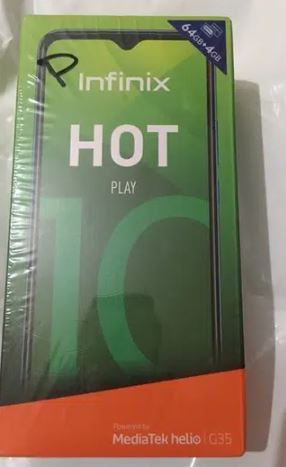 64GB+4GB
P
Infinix
HOT
PLAY
10
Powered by
MediaTek helio | G35